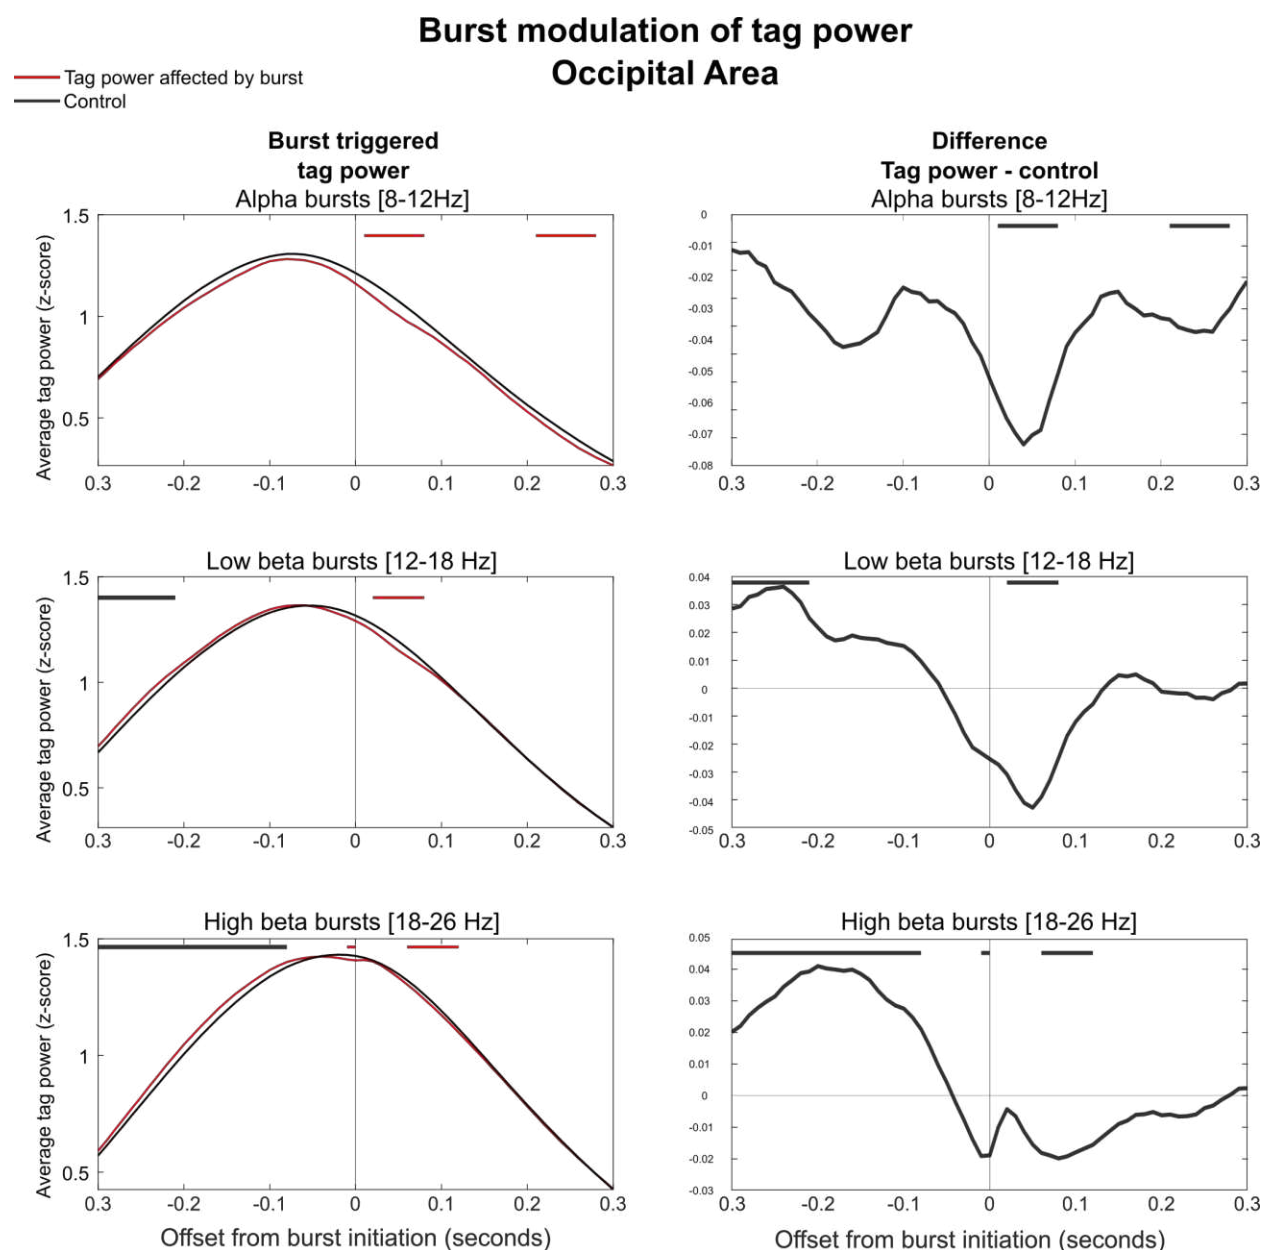 Burst modulation of tag power
Occipital Area
Tag power affected by burst
Control
Burst triggered
tag power
Alpha bursts [8-12Hz]
Average tag power (z-score)
1.5
1
0.5
0.3 -0.2 -0.1 0 0.1 0.2 0.3
Difference
Tag power - control
Alpha bursts [8-12Hz]
0
-0.01
-0.02
-0.03
-0.04
-0.05
-0.06
-0.07
-0.08
0.3 -0.2 -0.1 0 0.1 0.2 0.3
Low beta bursts [12-18 Hz]
Average tag power (z-score)
1.5
1
0.5
0.3 -0.2 -0.1 0 0.1 0.2 0.3
Low beta bursts [12-18 Hz]
0.04
0.03
0.02
0.01
0
-0.01
-0.02
-0.03
-0.04
-0.05
0.3 -0.2 -0.1 0 0.1 0.2 0.3
High beta bursts [18-26 Hz]
Average tag power (z-score)
1.5
1
0.5
0.3 -0.2 -0.1 0 0.1 0.2 0.3
Offset from burst initiation (seconds)
High beta bursts [18-26 Hz]
0.05
0.04
0.03
0.02
0.01
0
-0.01
-0.02
-0.03
0.3 -0.2 -0.1 0 0.1 0.2 0.3
Offset from burst initiation (seconds)